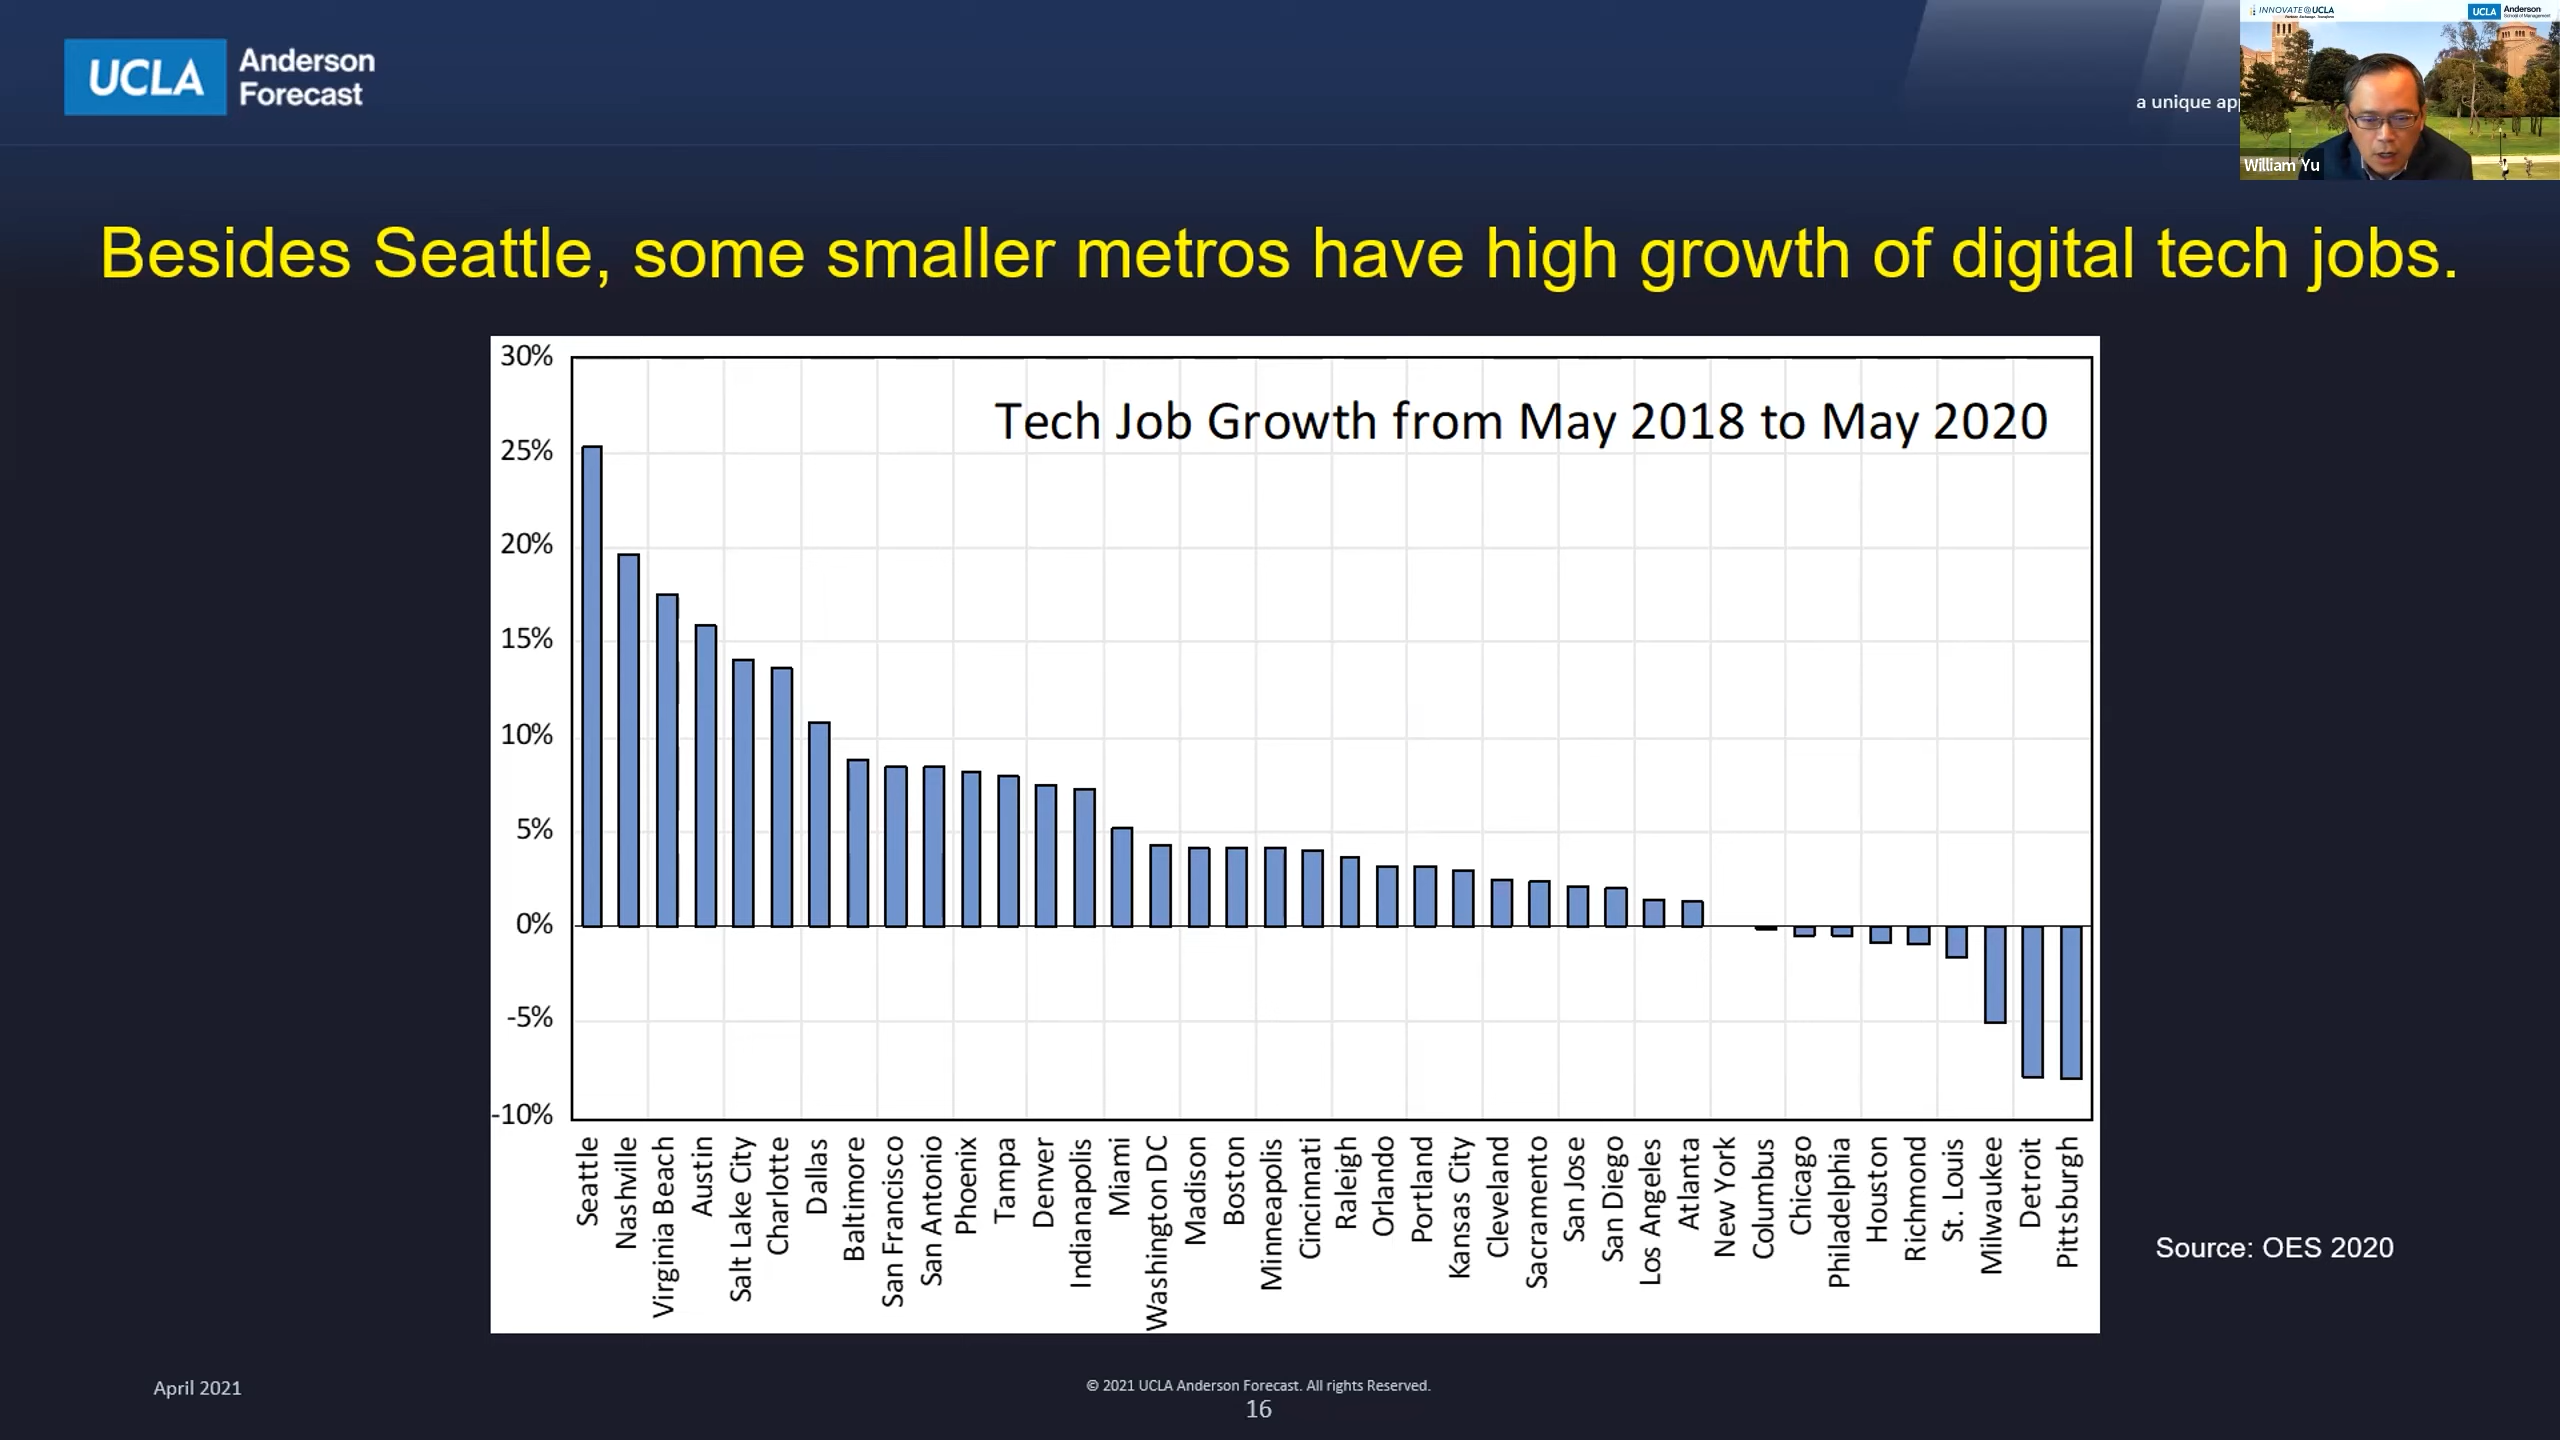 UCLA
Anderson
Forecast
a unique app
INNOVATE@UCLA
UCLA
Anderson
William Yu
Besides Seattle, some smaller metros have high growth of digital tech jobs.
Tech Job Growth from May 2018 to May 2020
30%
25%
20%
15%
10%
5%
0%
-5%
-10%
Seattle
Nashville
Virginia Beach
Austin
Salt Lake City
Charlotte
Dallas
Baltimore
San Francisco
San Antonio
Phoenix
Tampa
Denver
Indianapolis
Miami
Washington DC
Madison
Boston
Minneapolis
Cincinnati
Raleigh
Orlando
Portland
Kansas City
Cleveland
Sacramento
San Jose
San Diego
Los Angeles
Atlanta
New York
Columbus
Chicago
Philadelphia
Houston
Richmond
St. Louis
Milwaukee
Detroit
Pittsburgh
Source: OES 2020
April 2021
© 2021 UCLA Anderson Forecast. All rights Reserved.
16